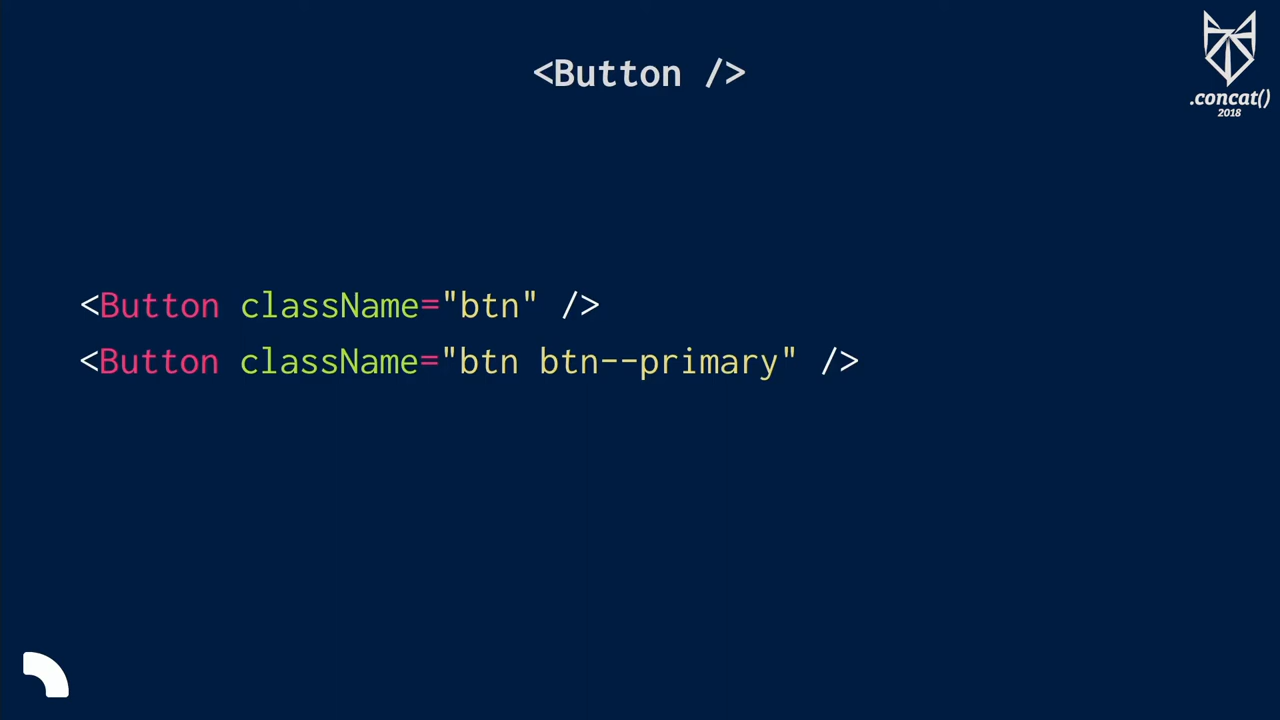 <Button />
.concat()
2018
<Button className="btn" />
<Button className="btn btn--primary" />